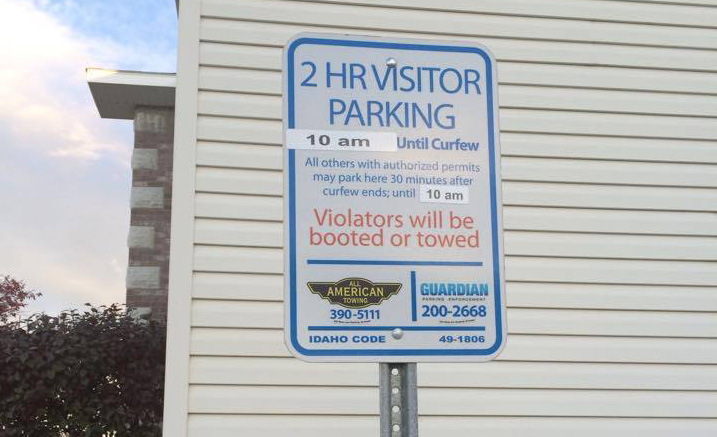 2 HR VISITOR
PARKING
10 am Until Curfew
All others with authorized permits
may park here 30 minutes after
curfew ends; until 10 am
Violators will be
booted or towed
ALL
AMERICAN
TOWING
390-5111
GUARDIAN
PARKING ENFORCEMENT
200-2668
IDAHO CODE 49-1806